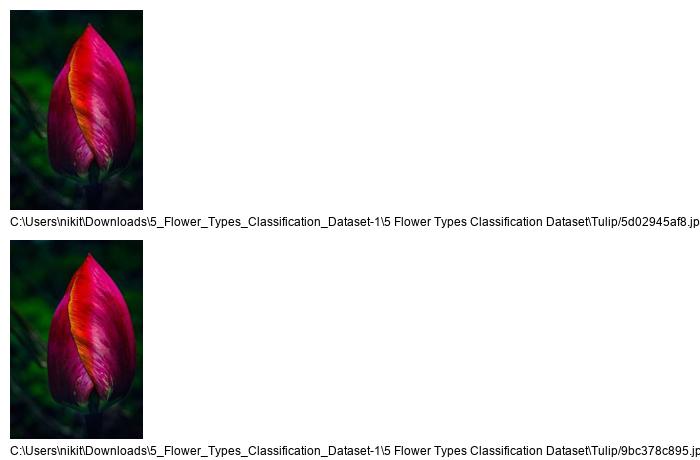 C:\Users\nikit\Downloads\5_Flower_Types_Classification_Dataset-1\5 Flower Types Classification Dataset\Tulip/5d02945af8.jp
C:\Users\nikit\Downloads\5_Flower_Types_Classification_Dataset-1\5 Flower Types Classification Dataset\Tulip/9bc378c895.jp